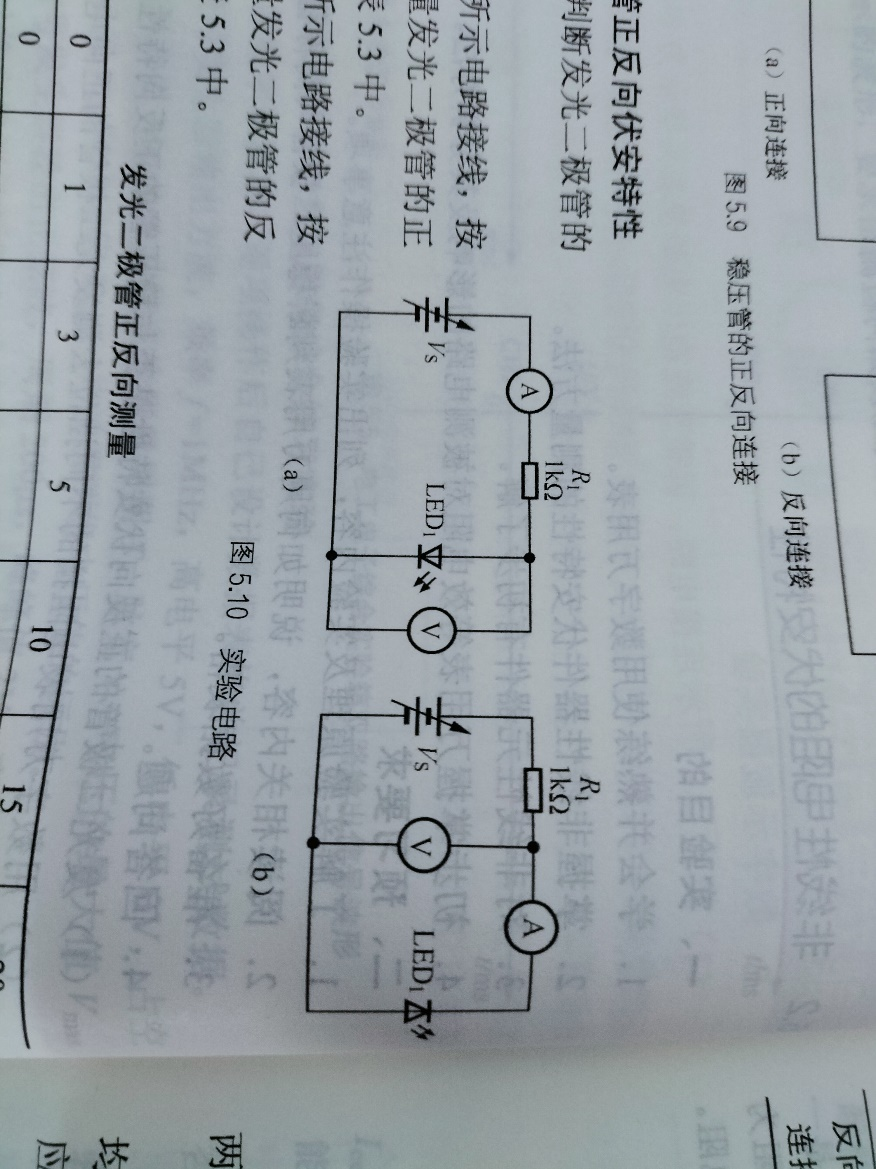 (a) 正向连接
(b) 反向连接
图 5.9 稳压管的正反向连接
管正反向伏安特性
判断发光二极管的
所示电路接线，按
量发光二极管的正
5.3 中。
所示电路接线，按
发光二极管的反
5.3 中。
A
R₁
1kΩ
Vs
LED₁
V
(a)
R₁
1kΩ
Vs
V
A
LED₁
(b)
图 5.10 实验电路
发光二极管正反向测量
0 1 3 5 10 15
0
反向
连接
两
均
应